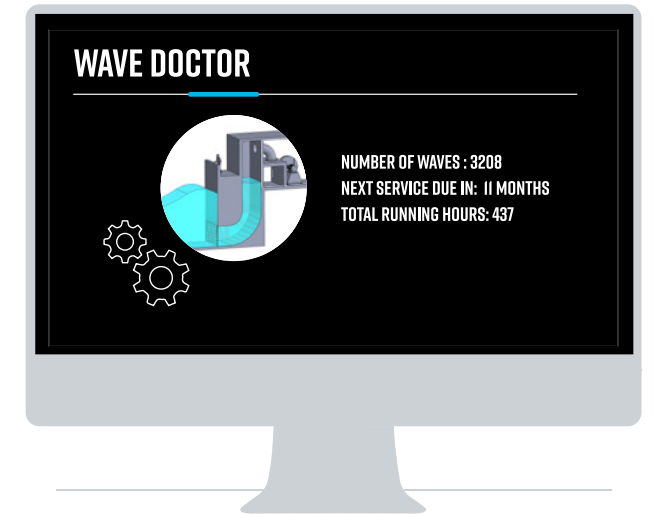 WAVE DOCTOR
NUMBER OF WAVES : 3208
NEXT SERVICE DUE IN: 11 MONTHS
TOTAL RUNNING HOURS: 437